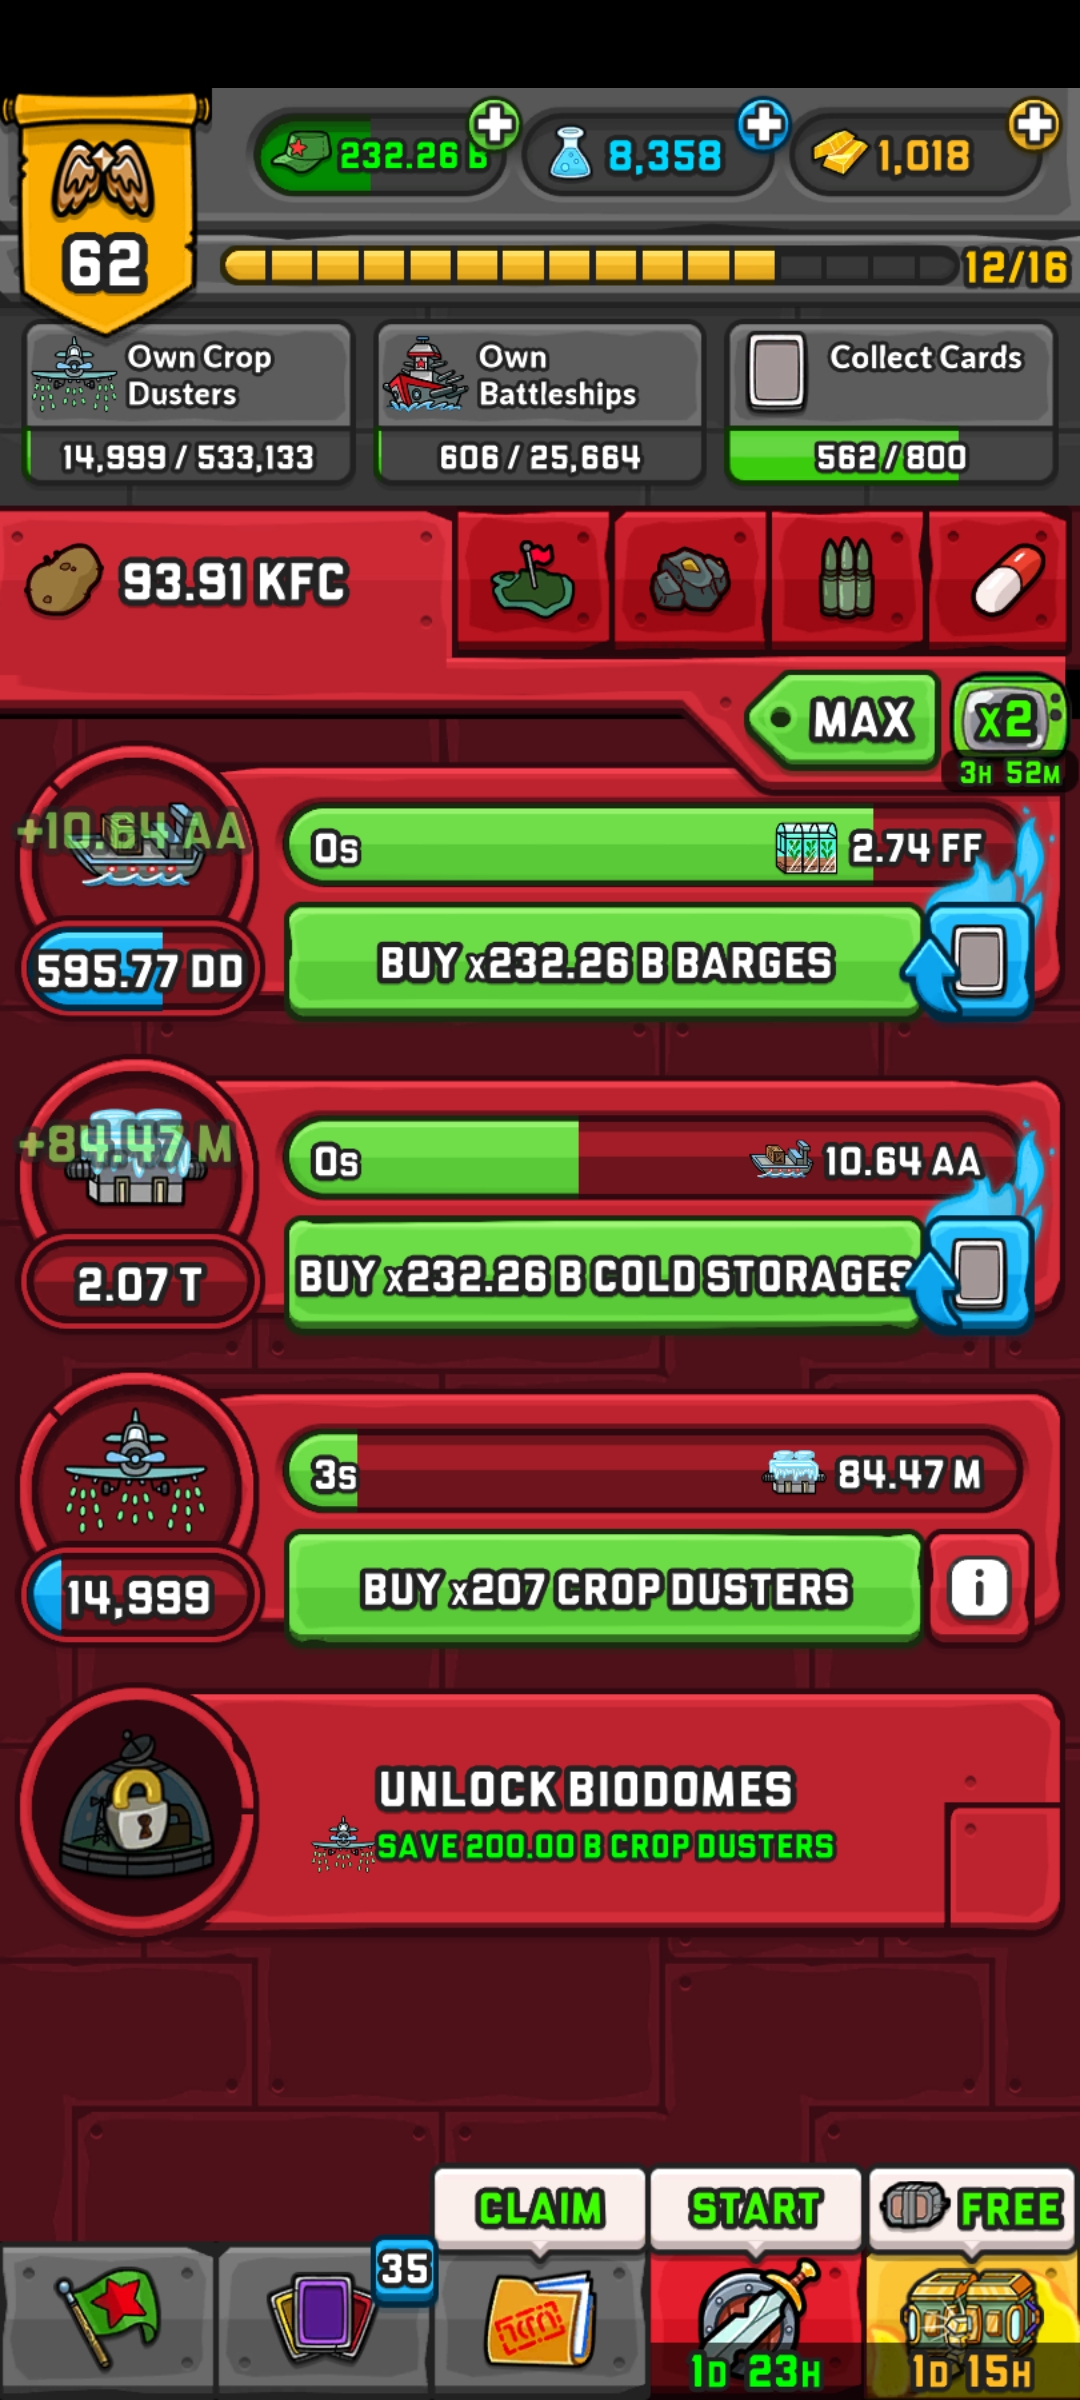 232.26 B
8,358
1,018
62
12/16
Own Crop
Dusters
14,999 / 533,133
Own
Battleships
606 / 25,664
Collect Cards
562 / 800
93.91 KFC
MAX
x2
3H 52M
+10.64 AA
0s
2.74 FF
595.77 DD
BUY x232.26 B BARGES
+84.47 M
0s
10.64 AA
2.07 T
BUY x232.26 B COLD STORAGES
3s
84.47 M
14,999
BUY x207 CROP DUSTERS
i
UNLOCK BIODOMES
SAVE 200.00 B CROP DUSTERS
CLAIM
START
FREE
35
1D 23H
1D 15H